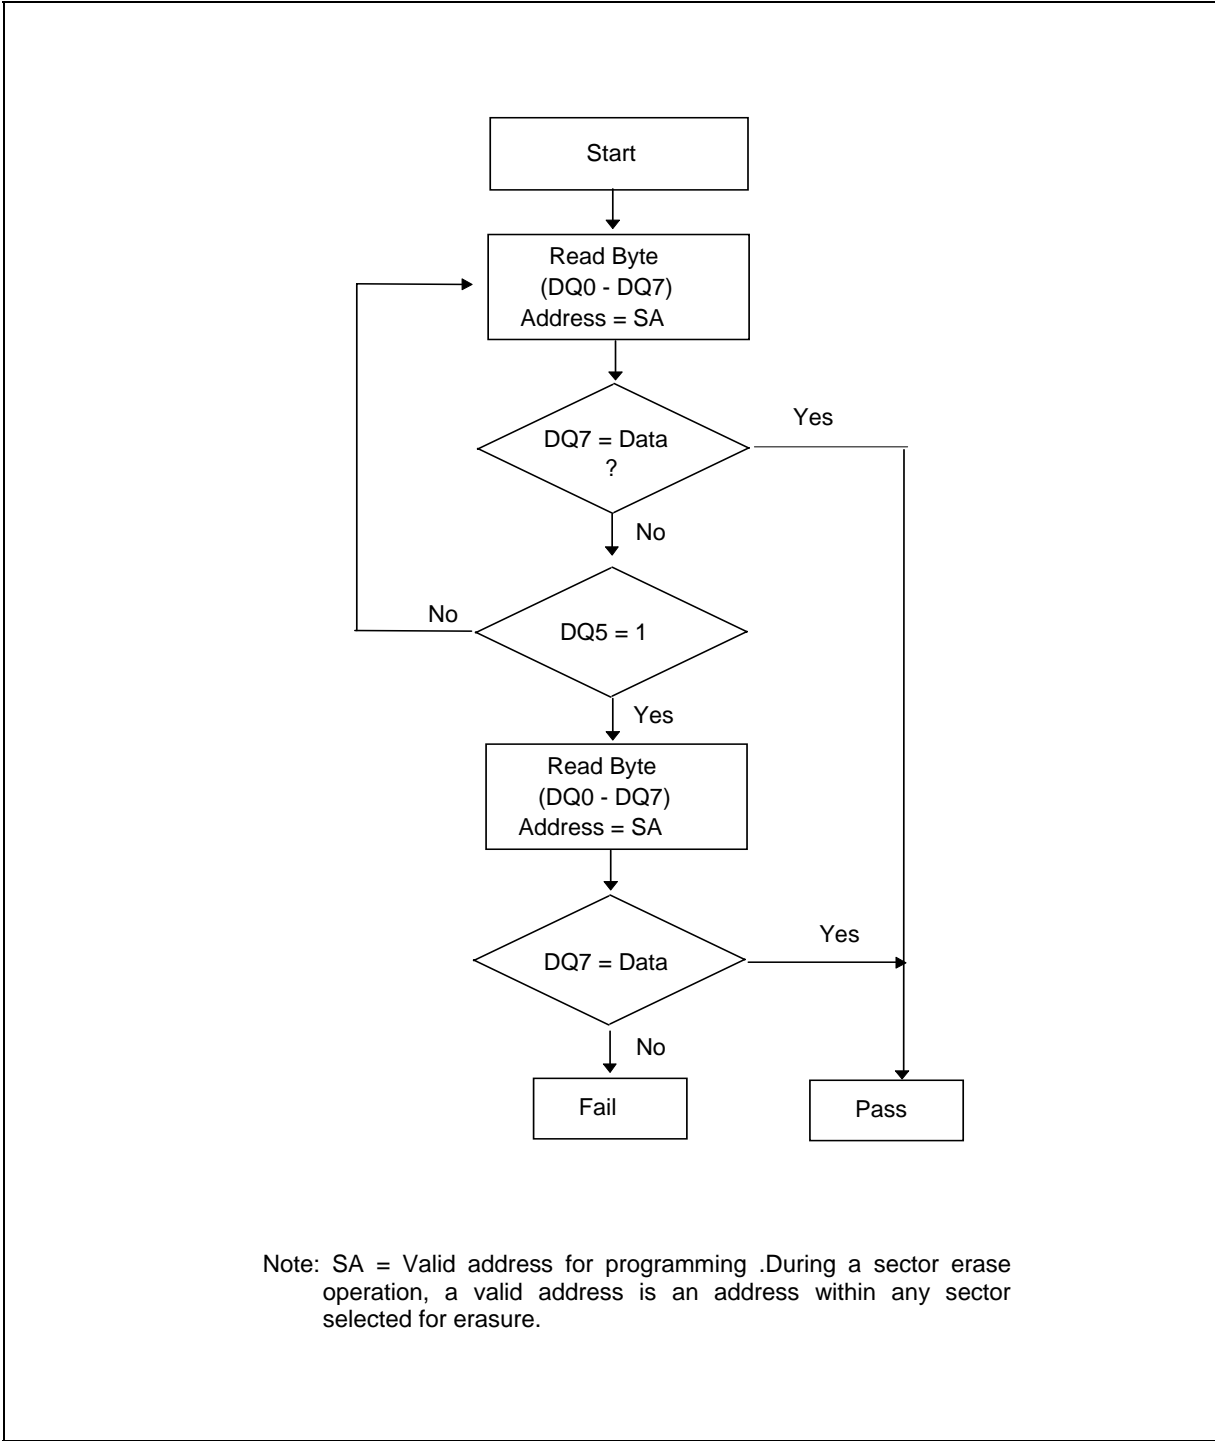 Start
Read Byte
(DQ0 - DQ7)
Address = SA
Yes
DQ7 = Data
?
No
No
DQ5 = 1
Yes
Read Byte
(DQ0 - DQ7)
Address = SA
Yes
DQ7 = Data
No
Fail
Pass
Note: SA = Valid address for programming .During a sector erase
operation, a valid address is an address within any sector
selected for erasure.